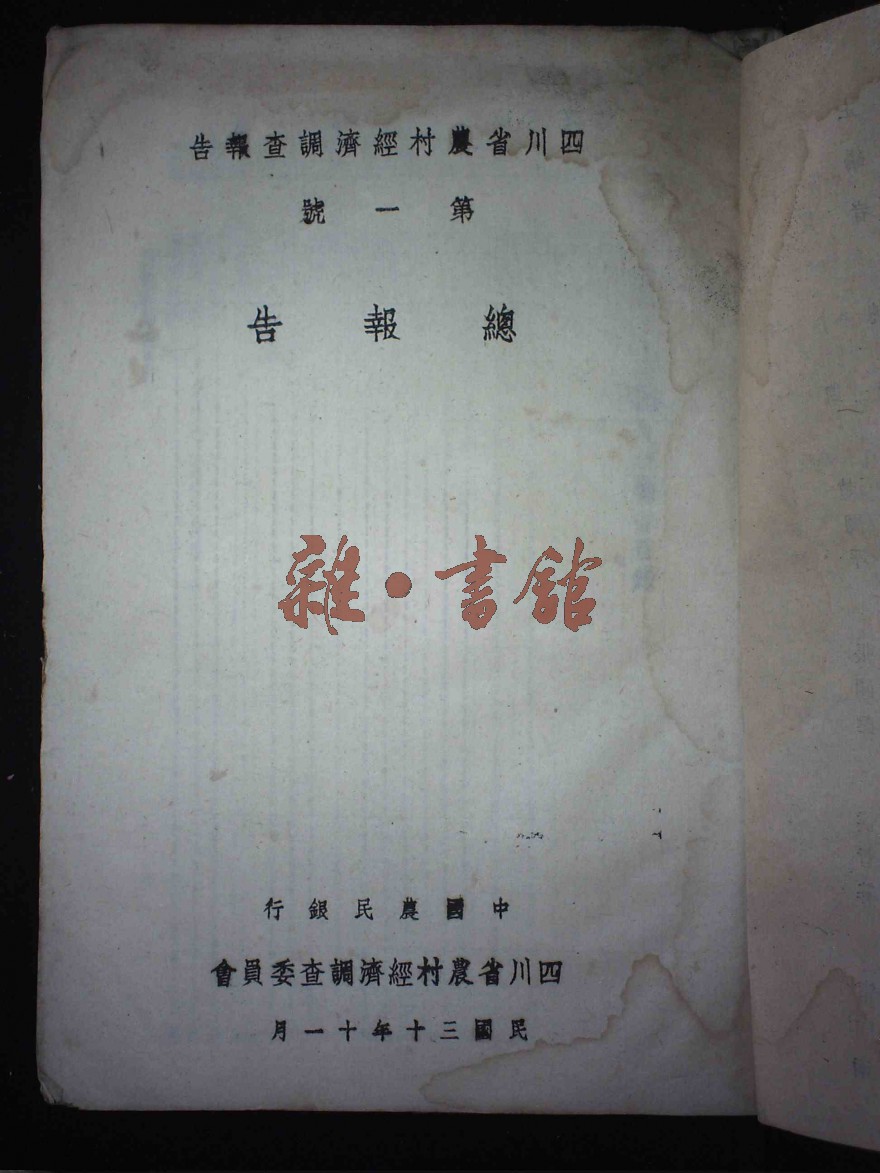 四川省農村經濟調查報告
第一號
總報告
雜·書館
中國農民銀行
四川省農村經濟調查委員會
民國三十年十一月